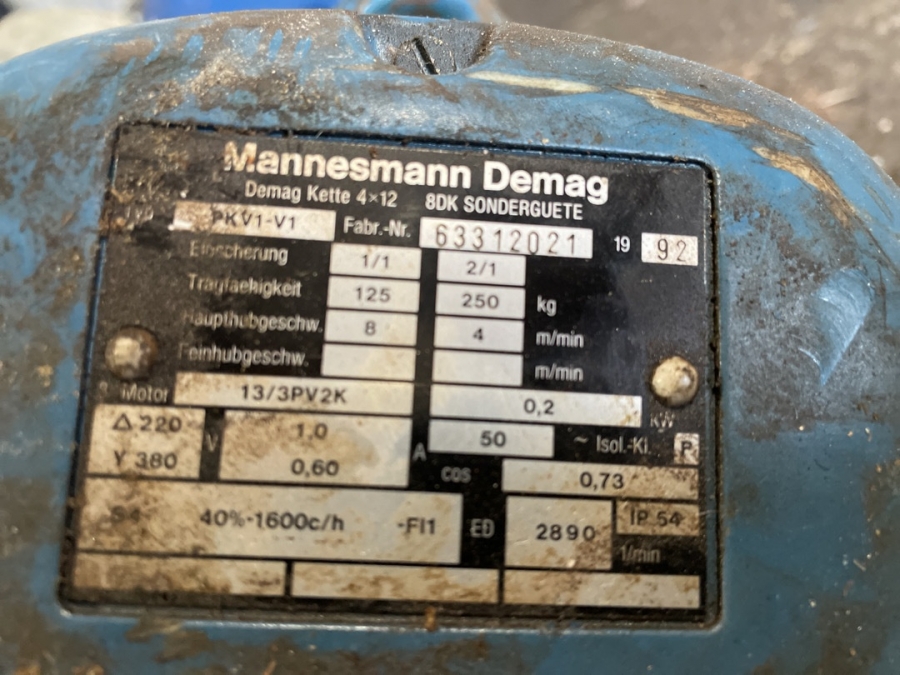 Mannesmann Demag
Demag Kette 4×12 8DK SONDERGUETE
PKV1-V1 Fabr.-Nr. 63312021 19 92
Einscherung 1/1 2/1
Tragfaehigkeit 125 250 kg
Haupthubgeschw. 8 4 m/min
Feinhubgeschw. m/min
Motor 13/3PV2K 0,2 kW
Δ 220 V 1,0 A 50 ~ Isol.-Kl.
Y 380 0,60 cos 0,73
40%-1600c/h -FI1 ED 2890 1/min IP 54